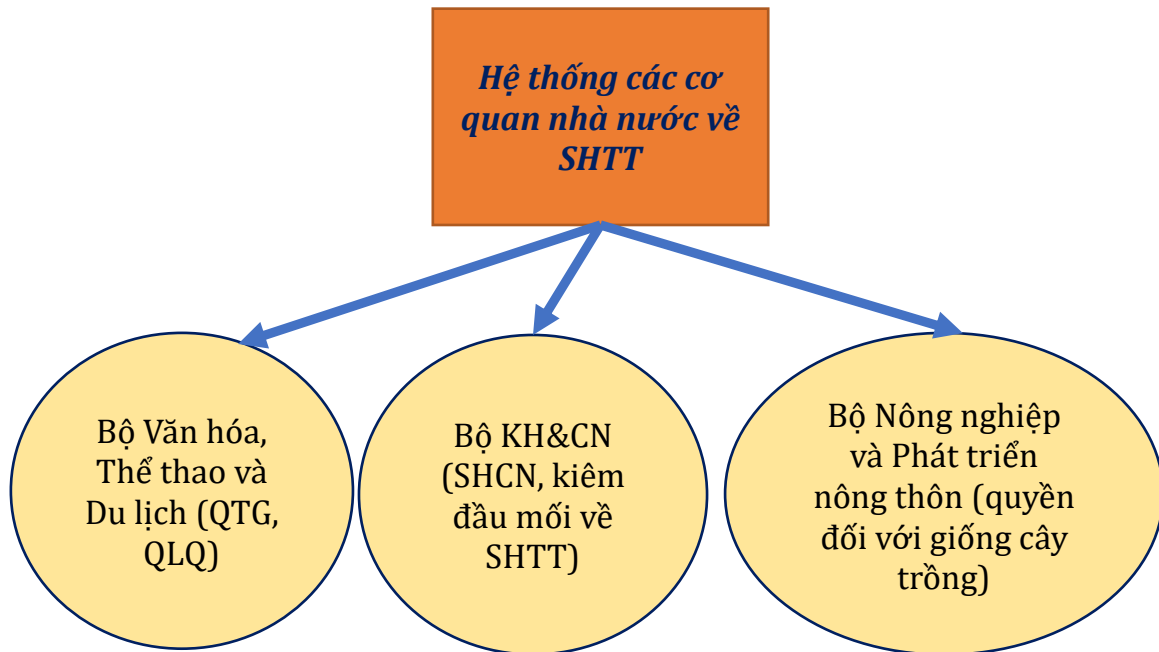 Hệ thống các cơ
quan nhà nước về
SHTT
Bộ Văn hóa,
Thể thao và
Du lịch (QTG,
QLQ)
Bộ KH&CN
(SHCN, kiêm
đầu mối về
SHTT)
Bộ Nông nghiệp
và Phát triển
nông thôn (quyền
đối với giống cây
trồng)